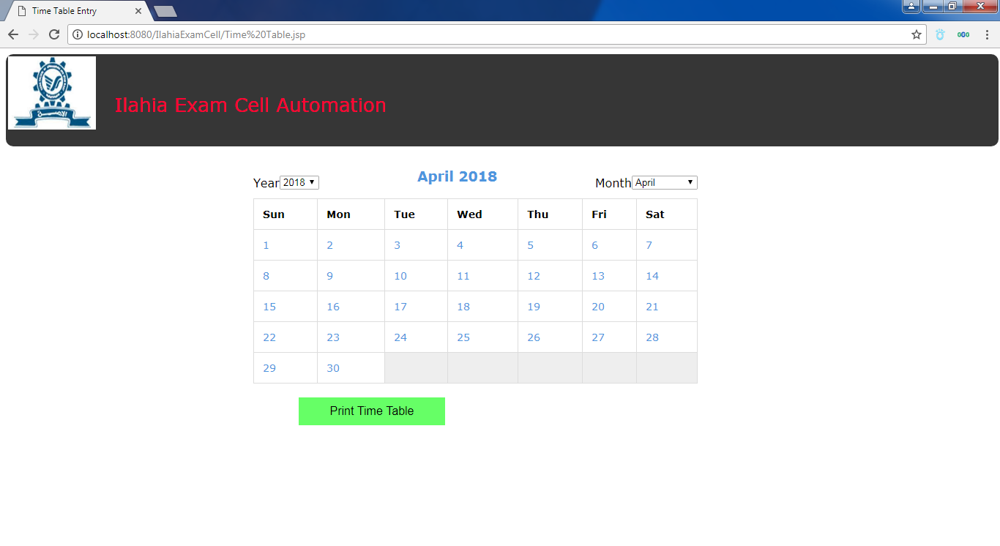 Time Table Entry
localhost:8080/IlahiaExamCell/Time%20Table.jsp
Ilahia Exam Cell Automation
Year 2018 April 2018 Month April
Sun Mon Tue Wed Thu Fri Sat
1 2 3 4 5 6 7
8 9 10 11 12 13 14
15 16 17 18 19 20 21
22 23 24 25 26 27 28
29 30
Print Time Table